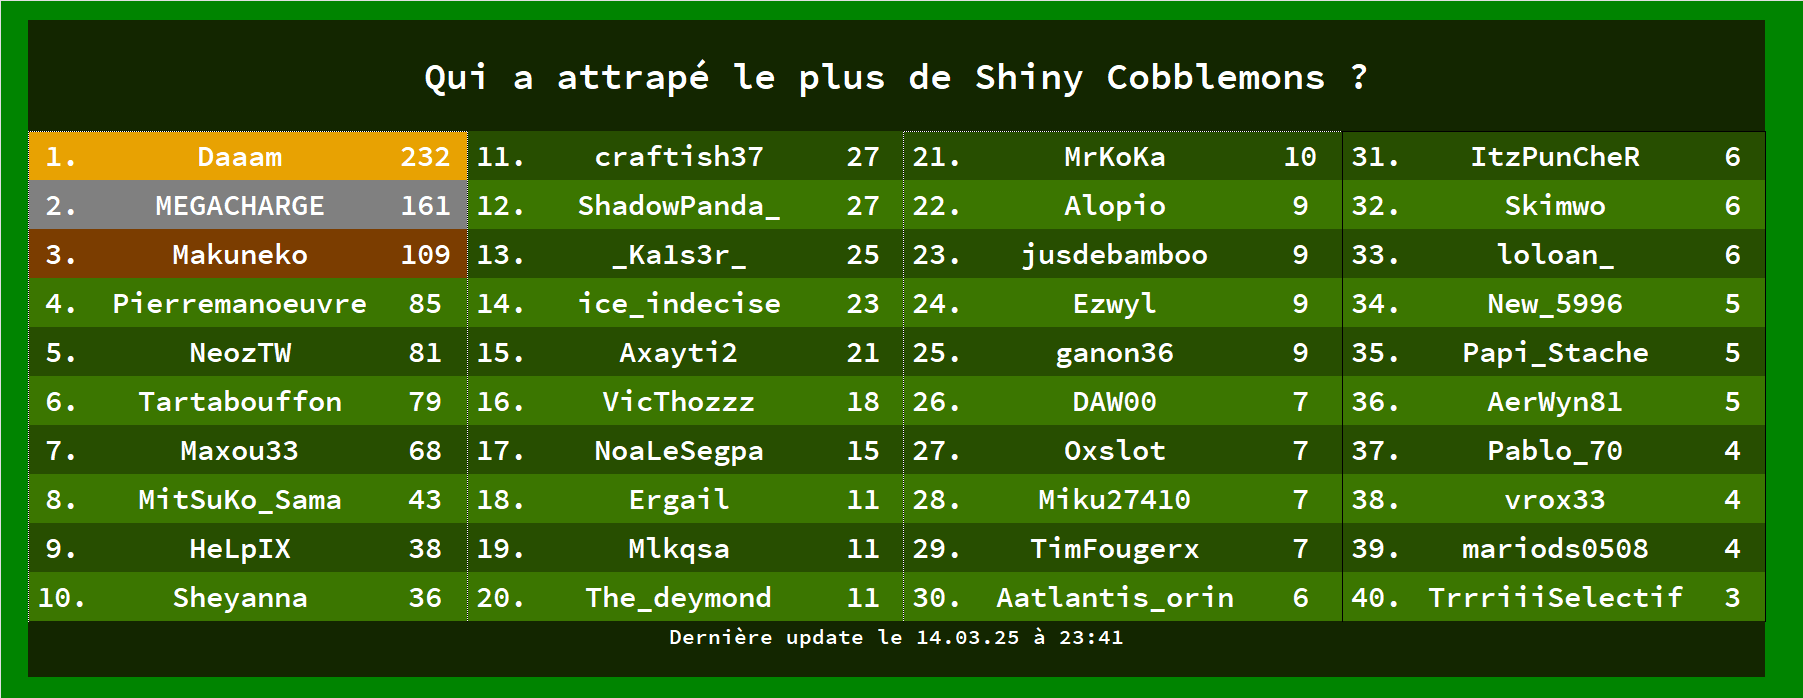 Qui a attrapé le plus de Shiny Cobblemons ?
1. Daaam 232 11. craftish37 27 21. MrKoKa 10 31. ItzPunCheR 6
2. MEGACHARGE 161 12. ShadowPanda_ 27 22. Alopio 9 32. Skimwo 6
3. Makuneko 109 13. _Ka1s3r_ 25 23. jusdebamboo 9 33. loloan_ 6
4. Pierremanoeuvre 85 14. ice_indecise 23 24. Ezwyl 9 34. New_5996 5
5. NeozTW 81 15. Axayti2 21 25. ganon36 9 35. Papi_Stache 5
6. Tartabouffon 79 16. VicThozzz 18 26. DAW00 7 36. AerWyn81 5
7. Maxou33 68 17. NoaLeSegpa 15 27. Oxslot 7 37. Pablo_70 4
8. MitSuKo_Sama 43 18. Ergail 11 28. Miku27410 7 38. vrox33 4
9. HeLpIX 38 19. Mlkqsa 11 29. TimFougerx 7 39. mariods0508 4
10. Sheyanna 36 20. The_deymond 11 30. Aatlantis_orin 6 40. TrrriiiSelectif 3
Dernière update le 14.03.25 à 23:41